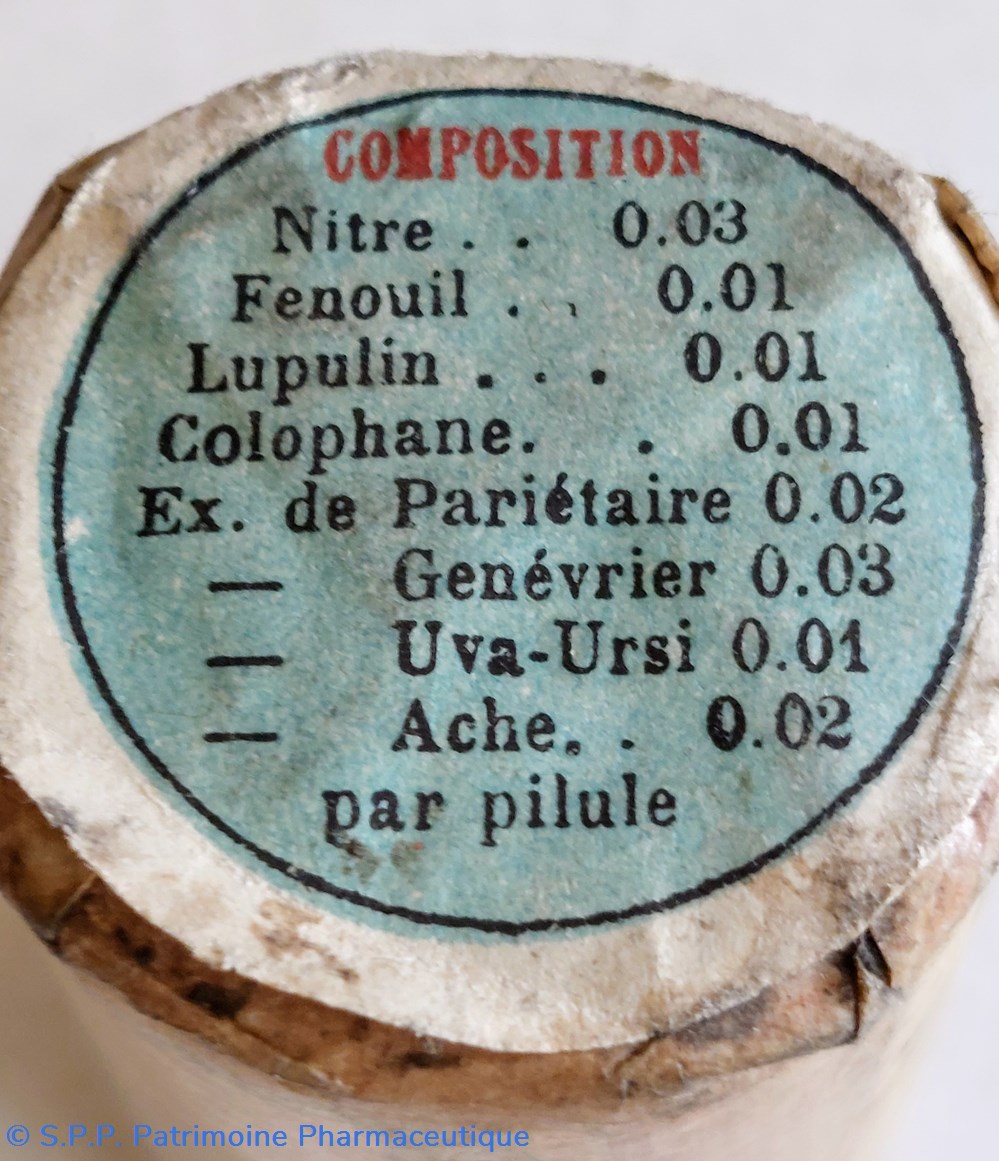 COMPOSITION
Nitre . . 0.03
Fenouil . . 0.01
Lupulin . . . 0.01
Colophane. . 0.01
Ex. de Pariétaire 0.02
— Genévrier 0.03
— Uva-Ursi 0.01
— Ache. . 0.02
par pilule
© S.P.P. Patrimoine Pharmaceutique